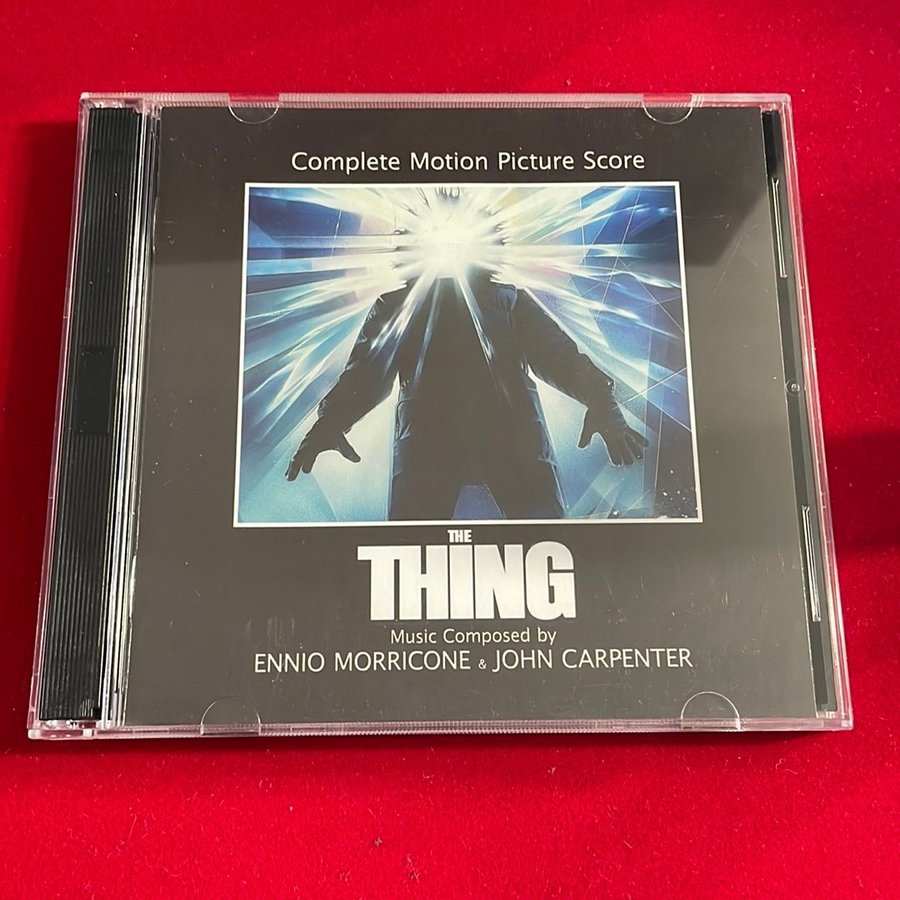 Complete Motion Picture Score
THE
THING
Music Composed by
ENNIO MORRICONE & JOHN CARPENTER